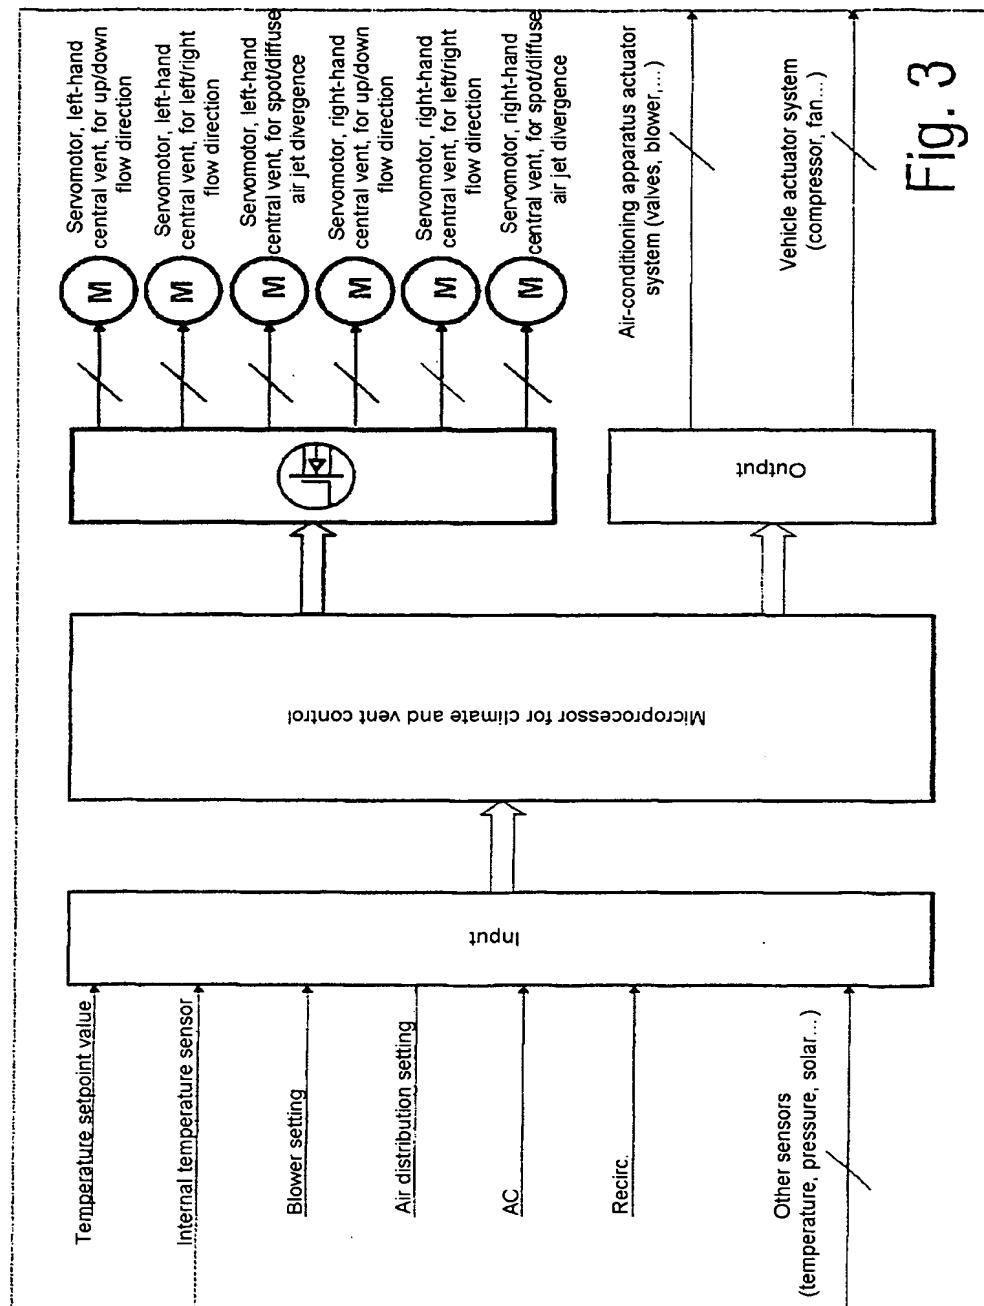 Temperature setpoint value
Internal temperature sensor
Blower setting
Air distribution setting
AC
Recirc.
Other sensors
(temperature, pressure, solar...)
Input
Microprocessor for climate and vent control
Output
M
M
M
M
M
M
Servomotor, left-hand
central vent, for up/down
flow direction
Servomotor, left-hand
central vent, for left/right
flow direction
Servomotor, left-hand
central vent, for spot/diffuse
air jet divergence
Servomotor, right-hand
central vent, for up/down
flow direction
Servomotor, right-hand
central vent, for left/right
flow direction
Servomotor, right-hand
central vent, for spot/diffuse
air jet divergence
Air-conditioning apparatus actuator
system (valves, blower,...)
Vehicle actuator system
(compressor, fan...)
Fig. 3